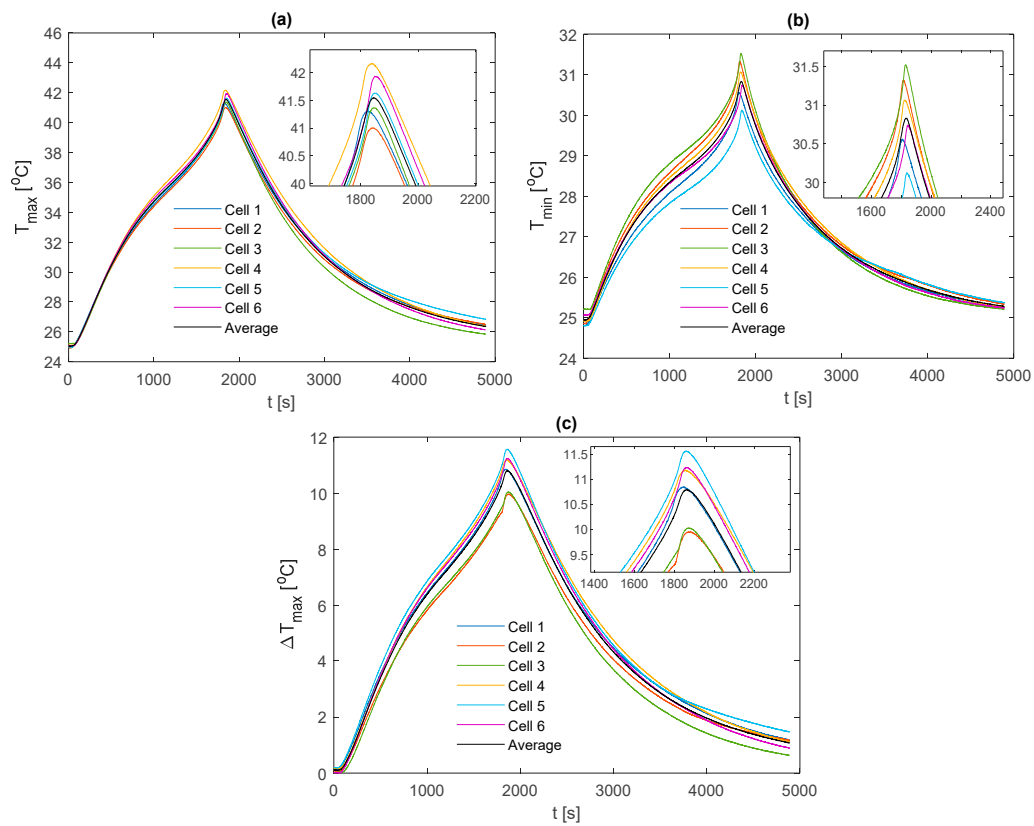 (a)
T_max [°C]
46
44
42
40
38
36
34
32
30
28
26
24
0 1000 2000 3000 4000 5000
t [s]
Cell 1
Cell 2
Cell 3
Cell 4
Cell 5
Cell 6
Average
42
41.5
41
40.5
40
1800 2000 2200
(b)
T_min [°C]
32
31
30
29
28
27
26
25
24
0 1000 2000 3000 4000 5000
t [s]
Cell 1
Cell 2
Cell 3
Cell 4
Cell 5
Cell 6
Average
31.5
31
30.5
30
1600 1800 2000 2200 2400
(c)
Δ T_max [°C]
12
10
8
6
4
2
0
0 1000 2000 3000 4000 5000
t [s]
Cell 1
Cell 2
Cell 3
Cell 4
Cell 5
Cell 6
Average
11.5
11
10.5
10
9.5
1400 1600 1800 2000 2200